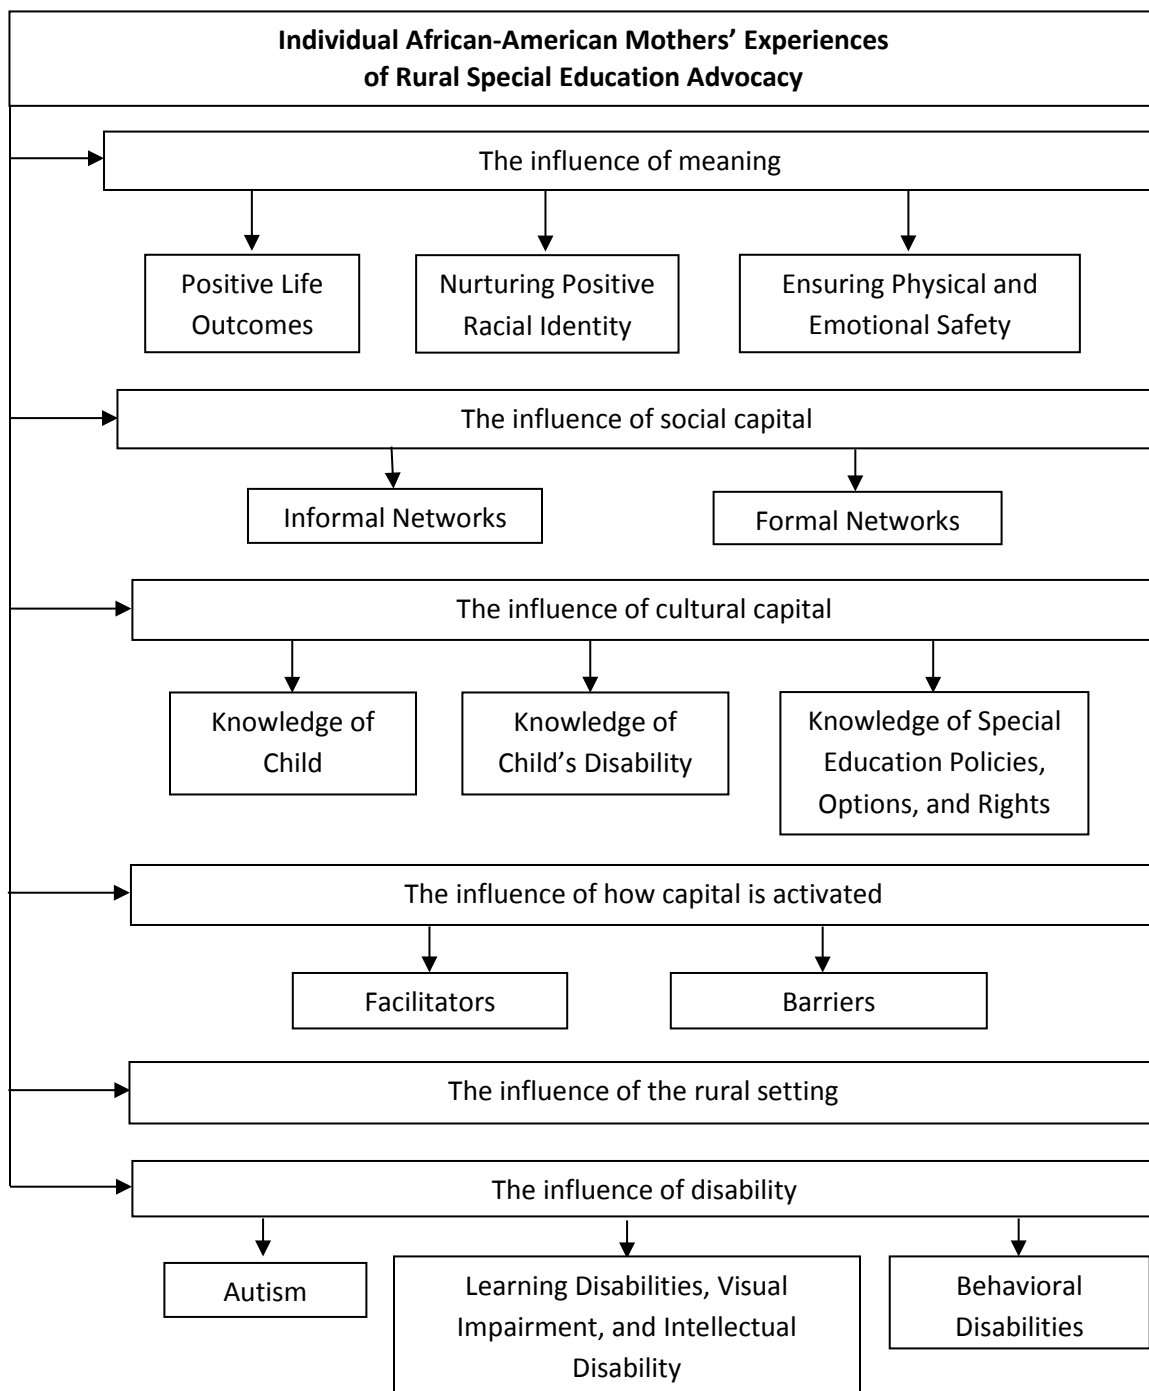 Individual African-American Mothers’ Experiences
of Rural Special Education Advocacy
The influence of meaning
Positive Life
Outcomes
Nurturing Positive
Racial Identity
Ensuring Physical and
Emotional Safety
The influence of social capital
Informal Networks
Formal Networks
The influence of cultural capital
Knowledge of
Child
Knowledge of
Child’s Disability
Knowledge of Special
Education Policies,
Options, and Rights
The influence of how capital is activated
Facilitators
Barriers
The influence of the rural setting
The influence of disability
Autism
Learning Disabilities, Visual
Impairment, and Intellectual
Disability
Behavioral
Disabilities